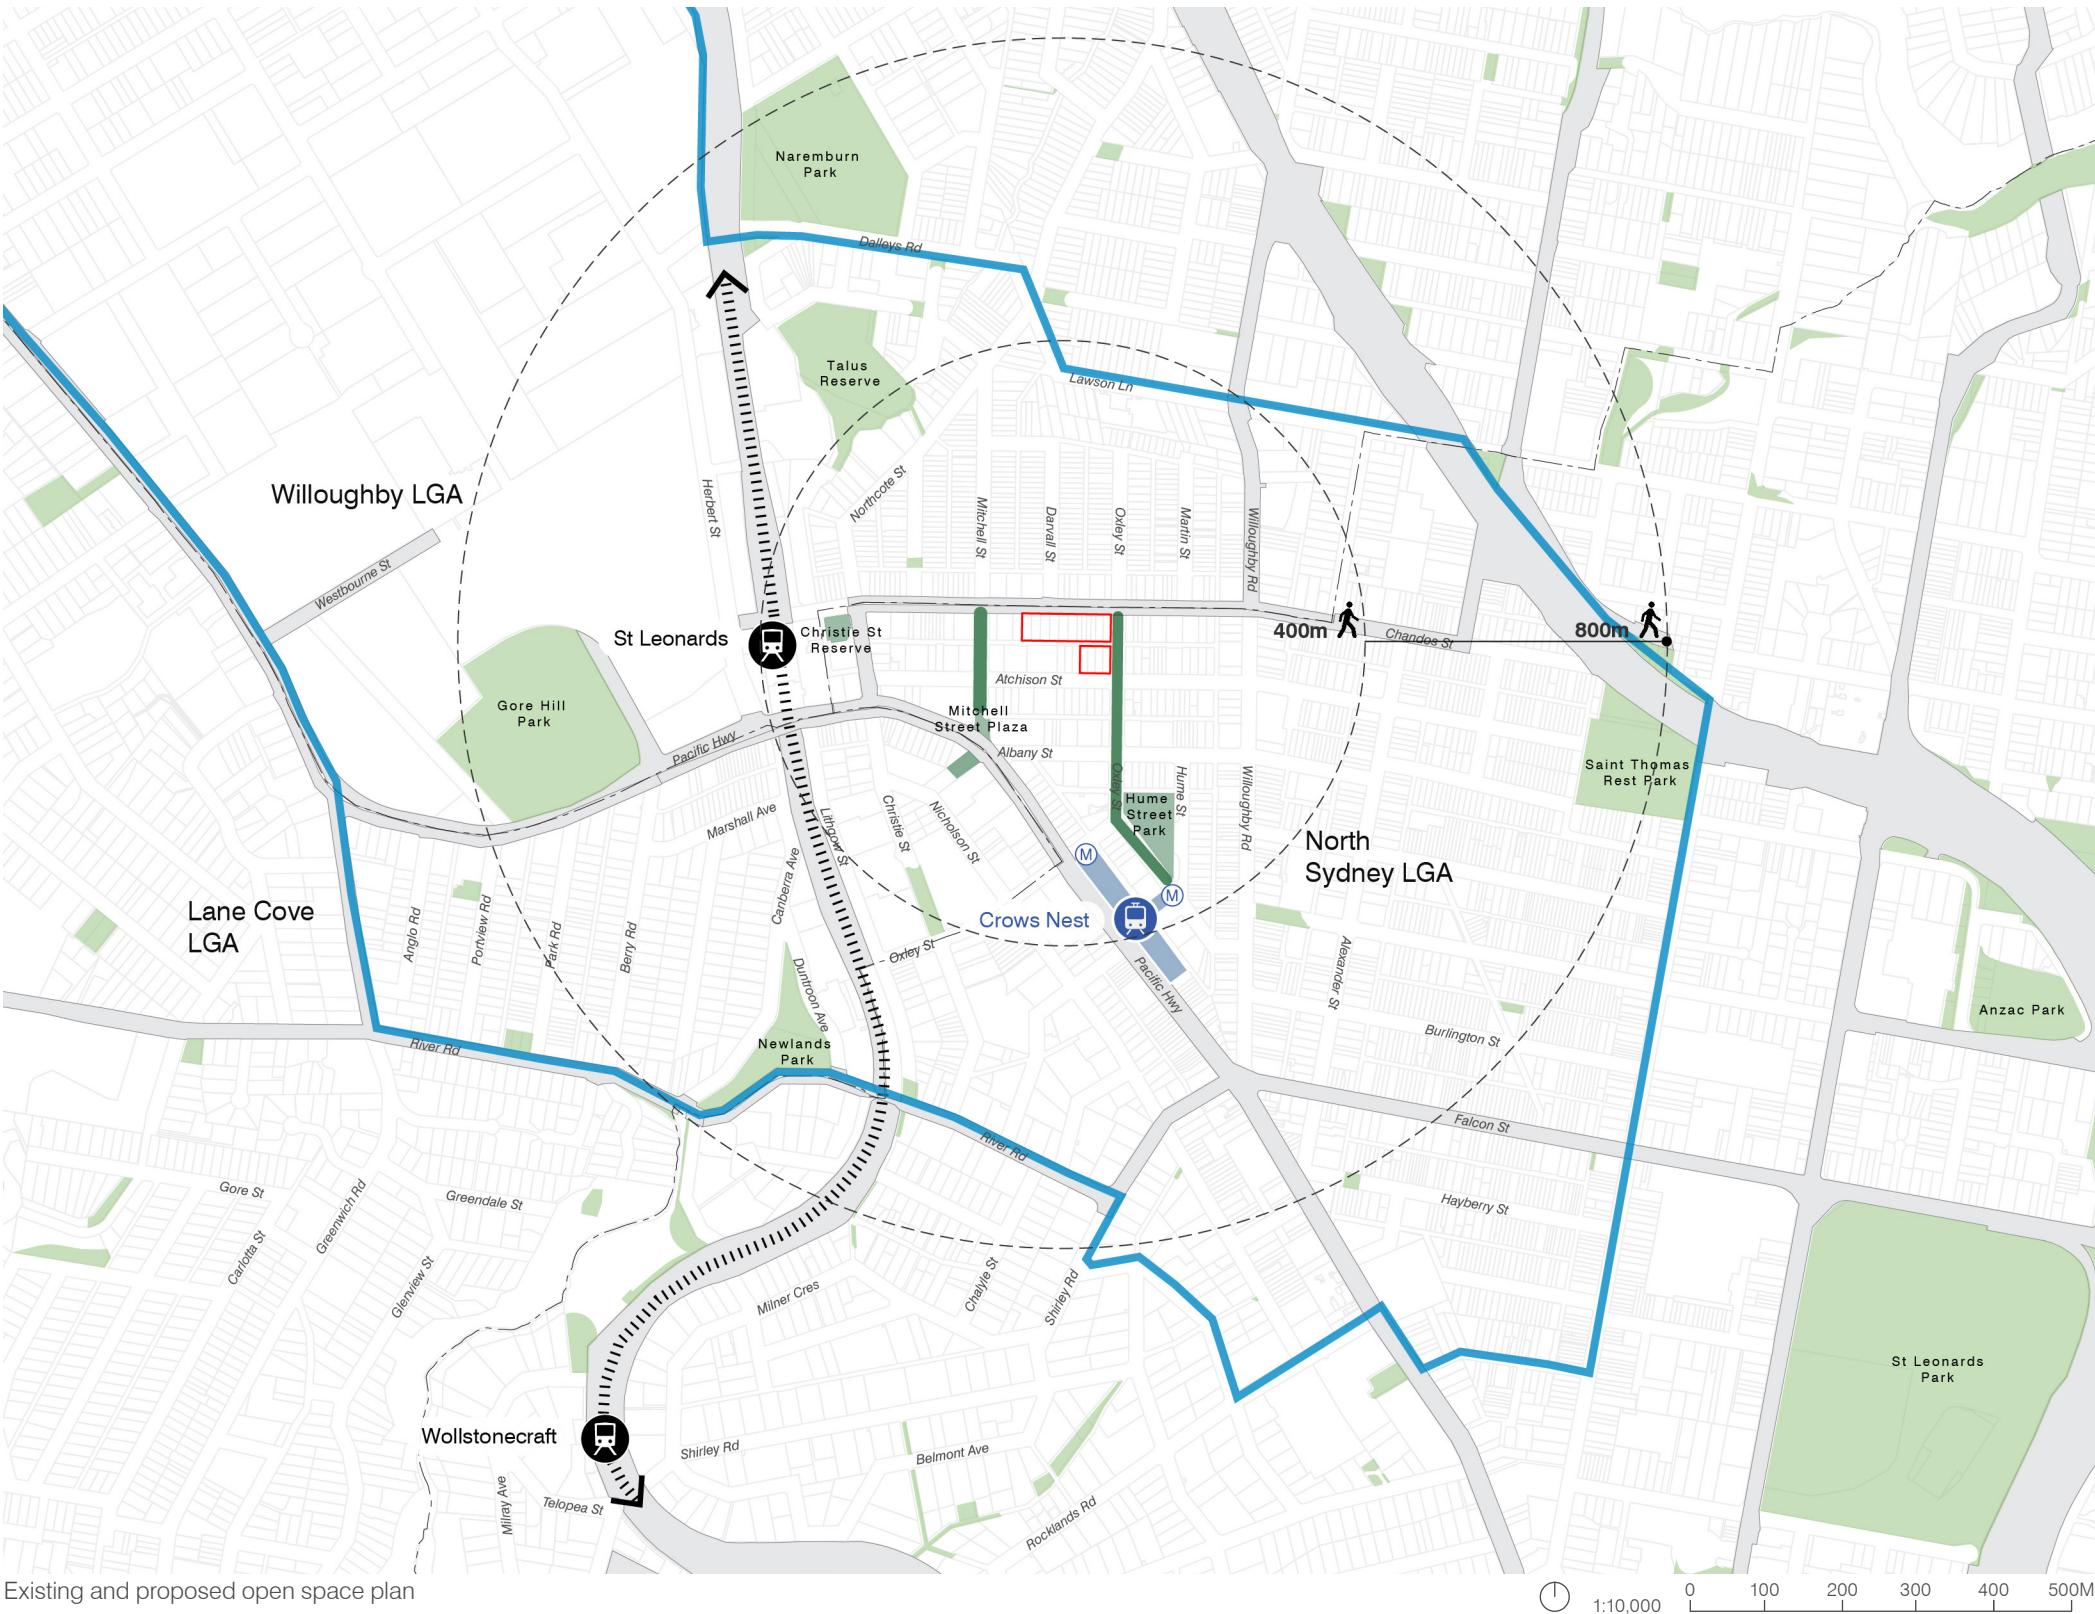 Naremburn
Park
Dalleys Rd
Talus
Reserve
Lawson Ln
Willoughby LGA
Herbert St
Northcote St
Mitchell St
Darvall St
Oxley St
Martin St
Willoughby Rd
Westbourne St
St Leonards
Christie St
Reserve
400m
800m
Chandos St
Atchison St
Gore Hill
Park
Mitchell
Street Plaza
Pacific Hwy
Albany St
Saint Thomas
Rest Park
Oxley St
Hume
Street
Park
Hume St
Willoughby Rd
Marshall Ave
Lithgow St
Christie St
Nicholson St
North
Sydney LGA
M
M
Canberra Ave
Lane Cove
LGA
Anglo Rd
Portview Rd
Park Rd
Berry Rd
Crows Nest
Oxley St
Alexander St
Duntroon Ave
Pacific Hwy
Anzac Park
Burlington St
Newlands
Park
River Rd
River Rd
Falcon St
Gore St
Greenwich Rd
Greendale St
Hayberry St
Carlotta St
Glenview St
Milner Cres
Chalyle St
Shirley Rd
St Leonards
Park
Wollstonecraft
Shirley Rd
Belmont Ave
Milray Ave
Telopea St
Rocklands Rd
Existing and proposed open space plan
1:10,000
0 100 200 300 400 500M